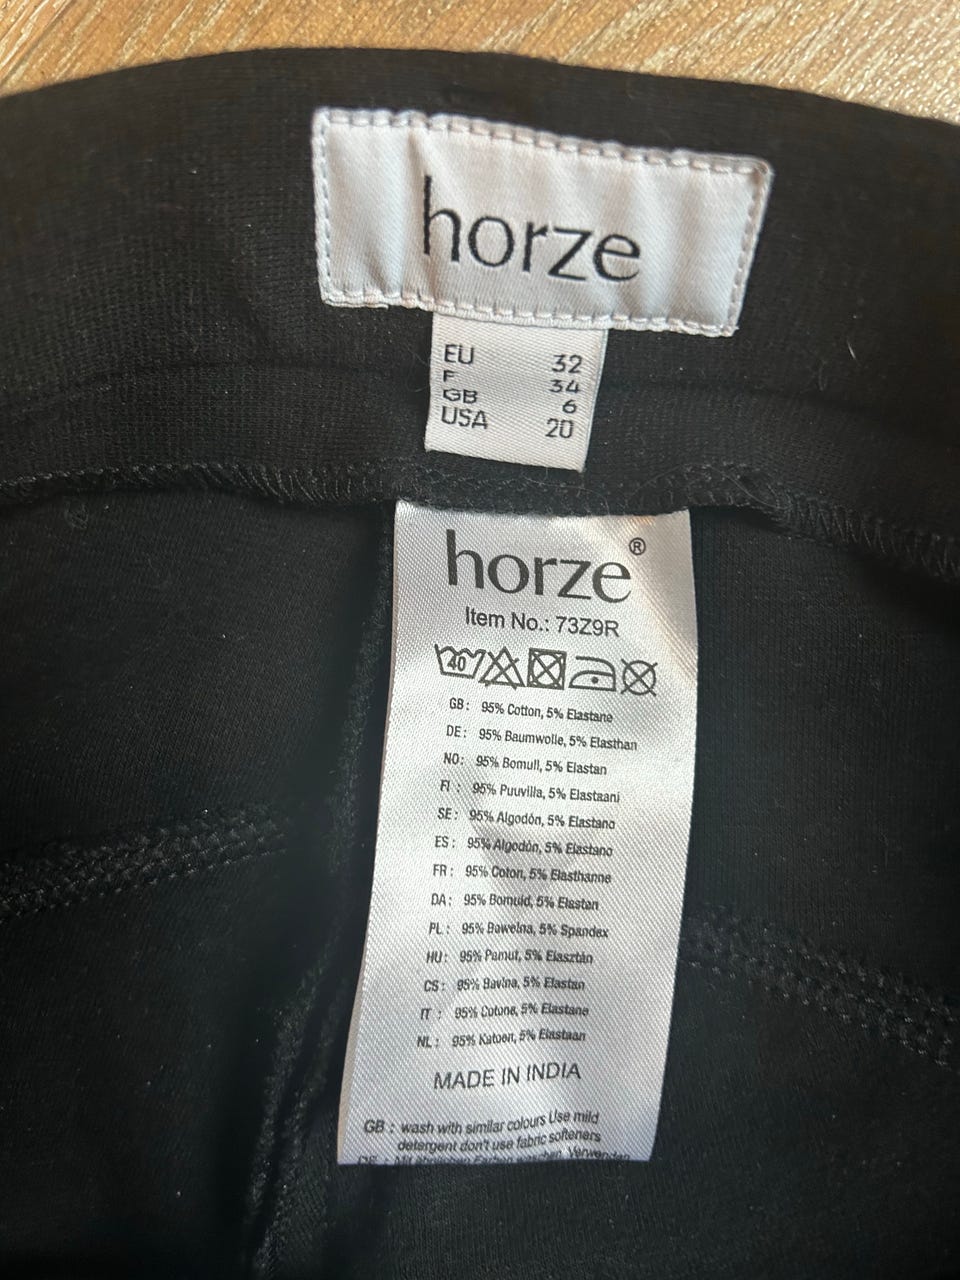 horze
EU 32
F 34
GB 6
USA 20
horze®
Item No.: 73Z9R
40
GB: 95% Cotton, 5% Elastane
DE: 95% Baumwolle, 5% Elasthan
NO: 95% Bomull, 5% Elastan
FI : 95% Puuvilla, 5% Elastaani
SE: 95% Algodón, 5% Elastano
ES: 95% Algodón, 5% Elastano
FR: 95% Coton, 5% Elasthanne
DA: 95% Bomuld, 5% Elastan
PL: 95% Bawełna, 5% Spandex
HU: 95% Pamut, 5% Elasztán
CS: 95% Bavlna, 5% Elastan
IT: 95% Cotone, 5% Elastane
NL: 95% Katoen, 5% Elastaan
MADE IN INDIA
GB : wash with similar colours Use mild
detergent don't use fabric softeners
Farben waschen Verwenden